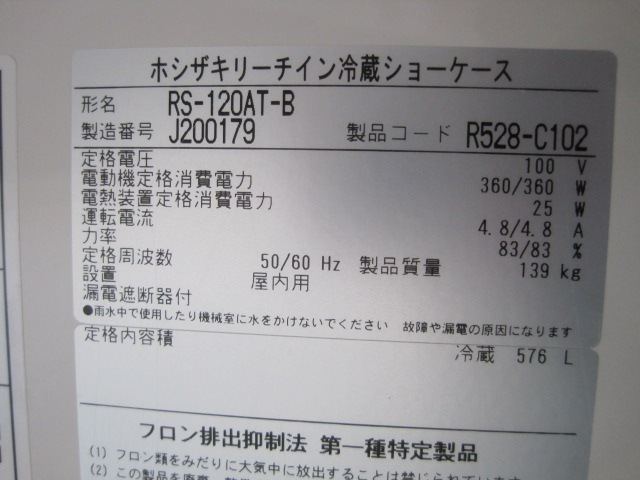 ホシザキリーチイン冷蔵ショーケース
形名 RS-120AT-B
製造番号 J200179 製品コード R528-C102
定格電圧 100 V
電動機定格消費電力 360/360 W
電熱装置定格消費電力 25 W
運転電流 4.8/4.8 A
力率 83/83 %
定格周波数 50/60 Hz 製品質量 139 kg
設置 屋内用
漏電遮断器付
●雨水中で使用したり機械室に水をかけないでください 故障や漏電の原因になります
定格内容積 冷蔵 576 L
フロン排出抑制法 第一種特定製品
(1) フロン類をみだりに大気中に放出することは禁じられています
(2) この製品を廃棄